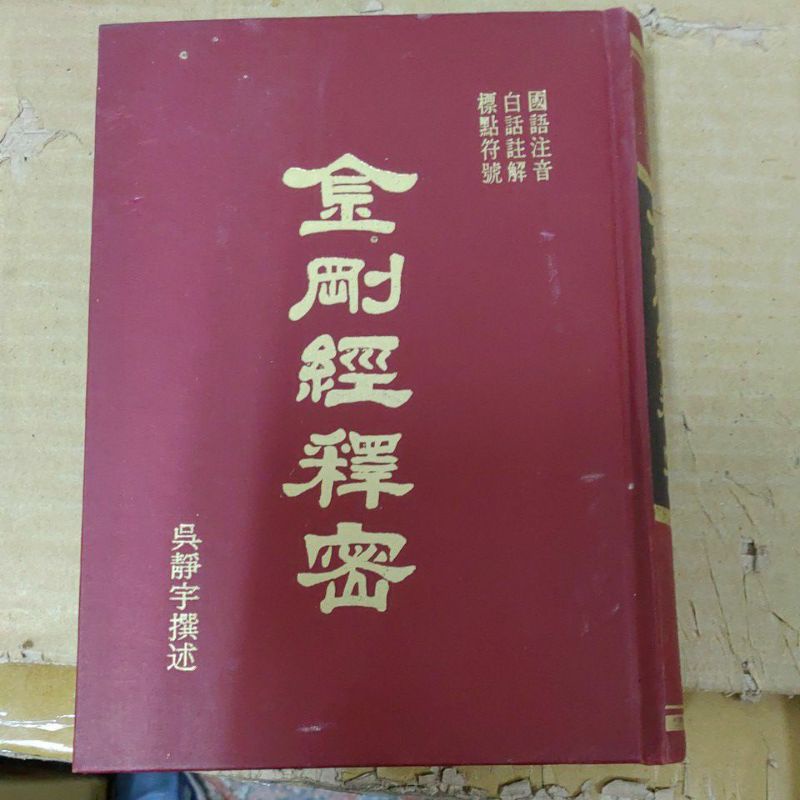 國語注音
白話註解
標點符號
金剛經釋密
吳靜宇撰述